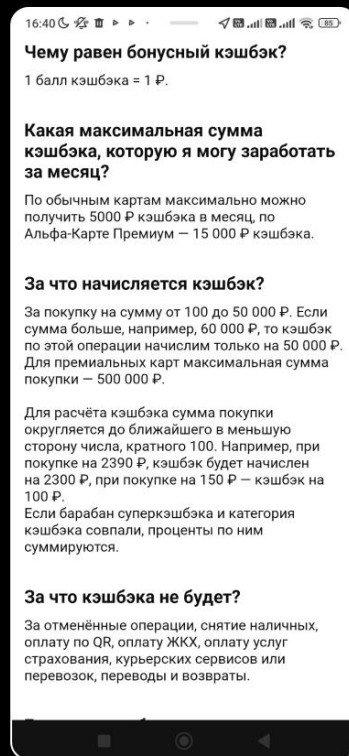 16:40
85
Чему равен бонусный кэшбэк?
1 балл кэшбэка = 1 ₽.
Какая максимальная сумма
кэшбэка, которую я могу заработать
за месяц?
По обычным картам максимально можно
получить 5000 ₽ кэшбэка в месяц, по
Альфа-Карте Премиум — 15 000 ₽ кэшбэка.
За что начисляется кэшбэк?
За покупку на сумму от 100 до 50 000 ₽. Если
сумма больше, например, 60 000 ₽, то кэшбэк
по этой операции начислим только на 50 000 ₽.
Для премиальных карт максимальная сумма
покупки — 500 000 ₽.
Для расчёта кэшбэка сумма покупки
округляется до ближайшего в меньшую
сторону числа, кратного 100. Например, при
покупке на 2390 ₽, кэшбэк будет начислен
на 2300 ₽, при покупке на 150 ₽ — кэшбэк на
100 ₽.
Если барабан суперкэшбэка и категория
кэшбэка совпали, проценты по ним
суммируются.
За что кэшбэка не будет?
За отменённые операции, снятие наличных,
оплату по QR, оплату ЖКХ, оплату услуг
страхования, курьерских сервисов или
перевозок, переводы и возвраты.